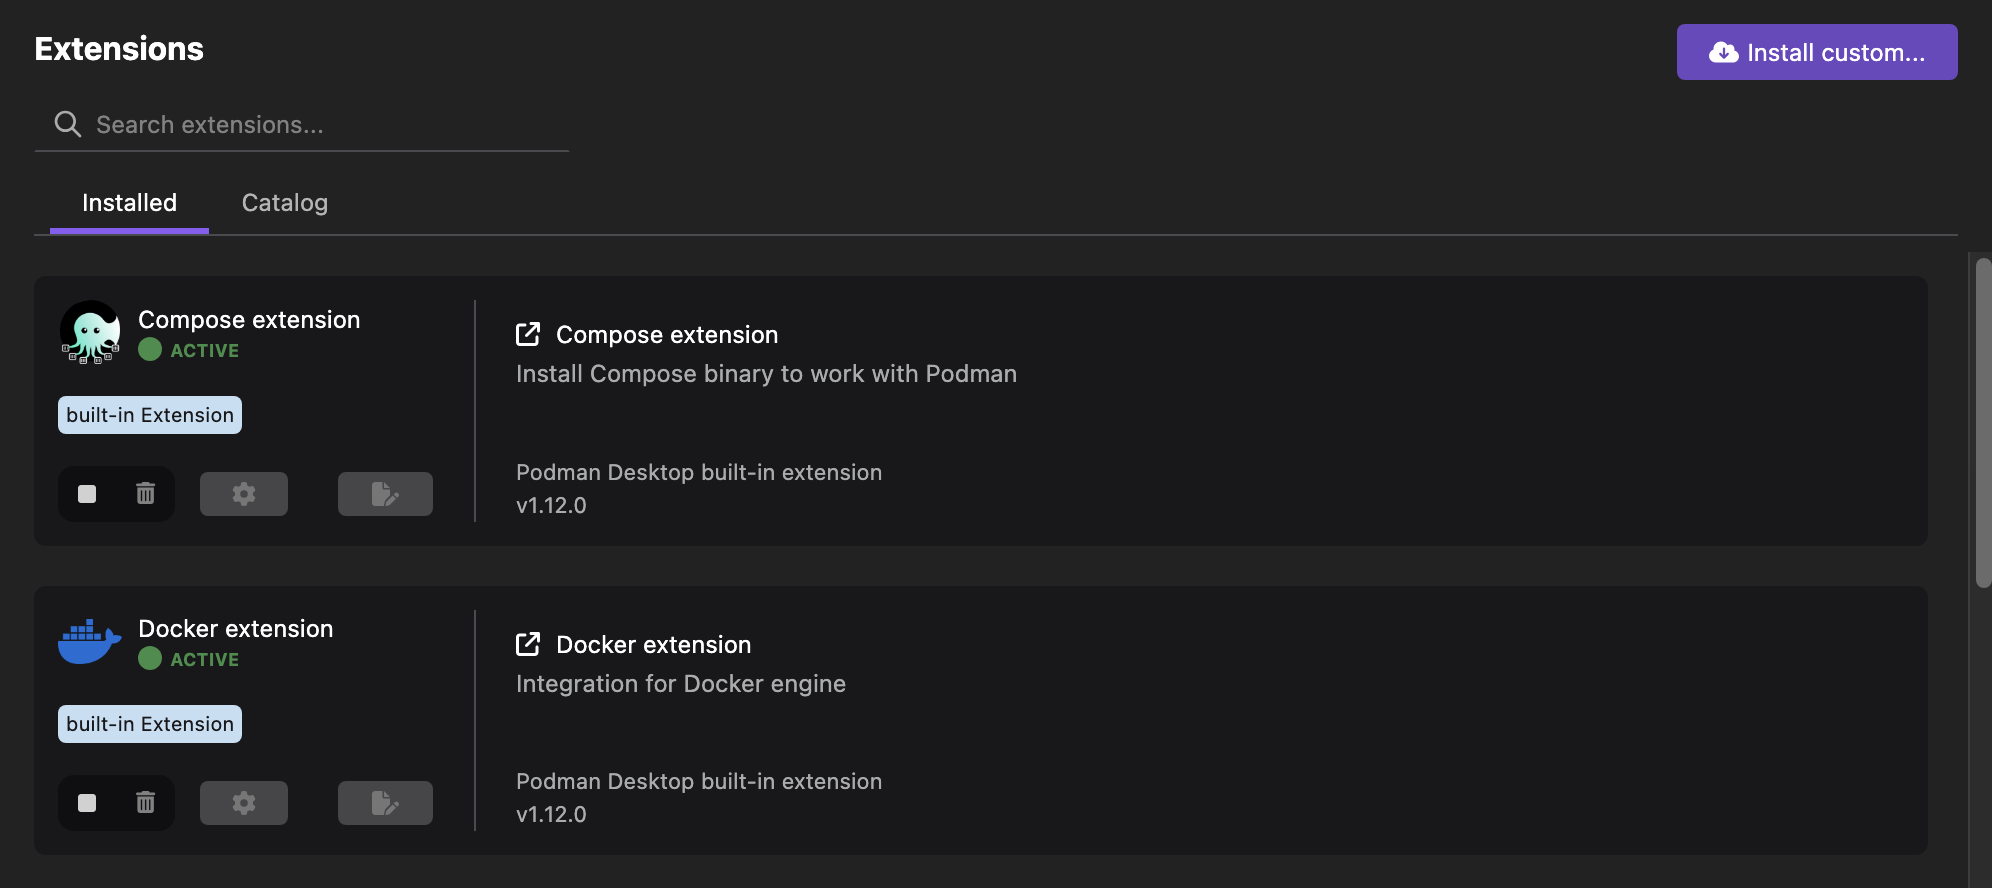 Extensions
Install custom...
Search extensions...
Installed
Catalog
Compose extension
ACTIVE
built-in Extension
Compose extension
Install Compose binary to work with Podman
Podman Desktop built-in extension
v1.12.0
Docker extension
ACTIVE
built-in Extension
Docker extension
Integration for Docker engine
Podman Desktop built-in extension
v1.12.0